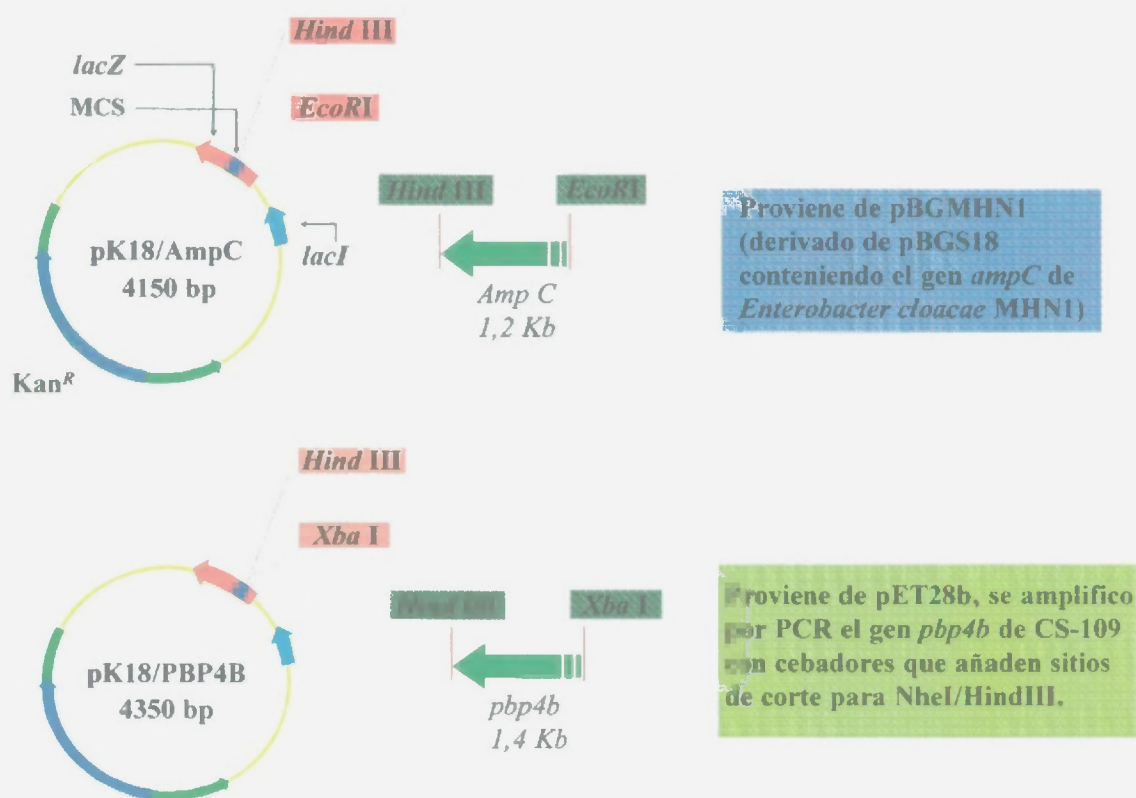 Hind III
lacZ
MCS
EcoRI
Hind III
EcoRI
pK18/AmpC
4150 bp
lacI
Amp C
1,2 Kb
Kan^R
Proviene de pBGMHN1
(derivado de pBGS18
conteniendo el gen ampC de
Enterobacter cloacae MHN1)
Hind III
Xba I
Hind III
Xba I
pK18/PBP4B
4350 bp
pbp4b
1,4 Kb
Proviene de pET28b, se amplifico
por PCR el gen pbp4b de CS-109
con cebadores que añaden sitios
de corte para NheI/HindIII.